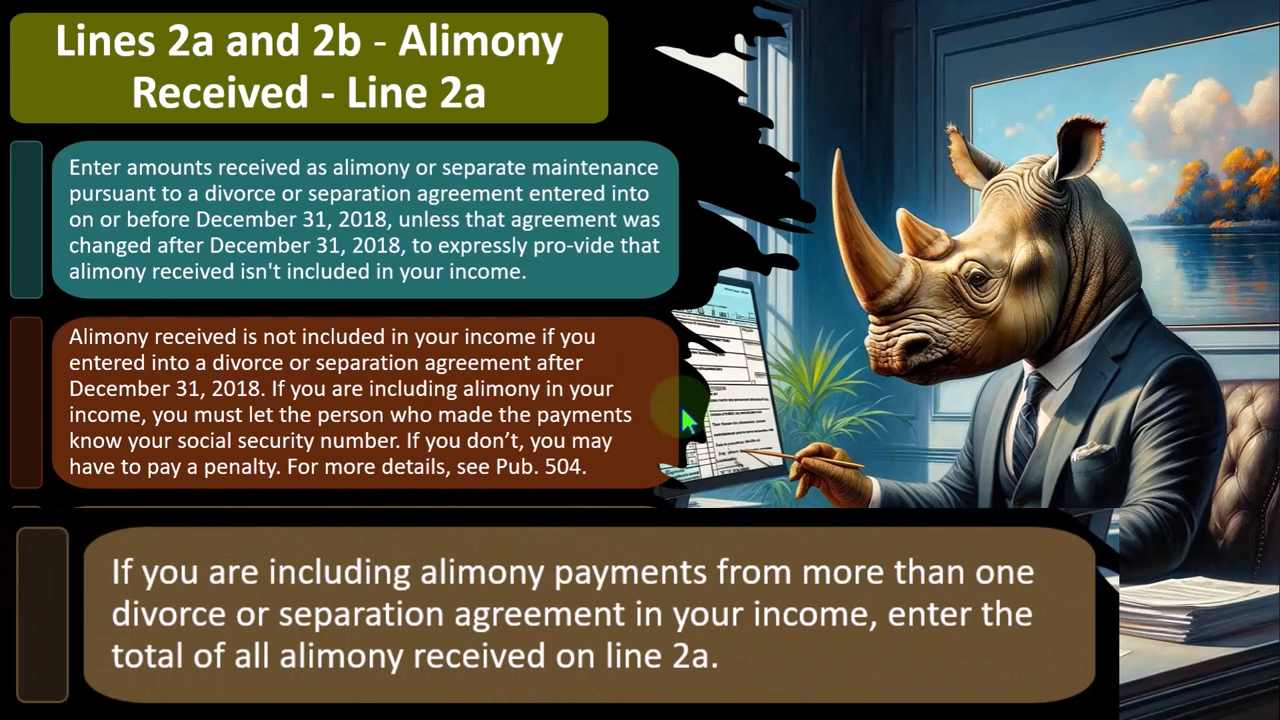 Lines 2a and 2b - Alimony
Received - Line 2a
Enter amounts received as alimony or separate maintenance
pursuant to a divorce or separation agreement entered into
on or before December 31, 2018, unless that agreement was
changed after December 31, 2018, to expressly pro-vide that
alimony received isn't included in your income.
Alimony received is not included in your income if you
entered into a divorce or separation agreement after
December 31, 2018. If you are including alimony in your
income, you must let the person who made the payments
know your social security number. If you don’t, you may
have to pay a penalty. For more details, see Pub. 504.
If you are including alimony payments from more than one
divorce or separation agreement in your income, enter the
total of all alimony received on line 2a.